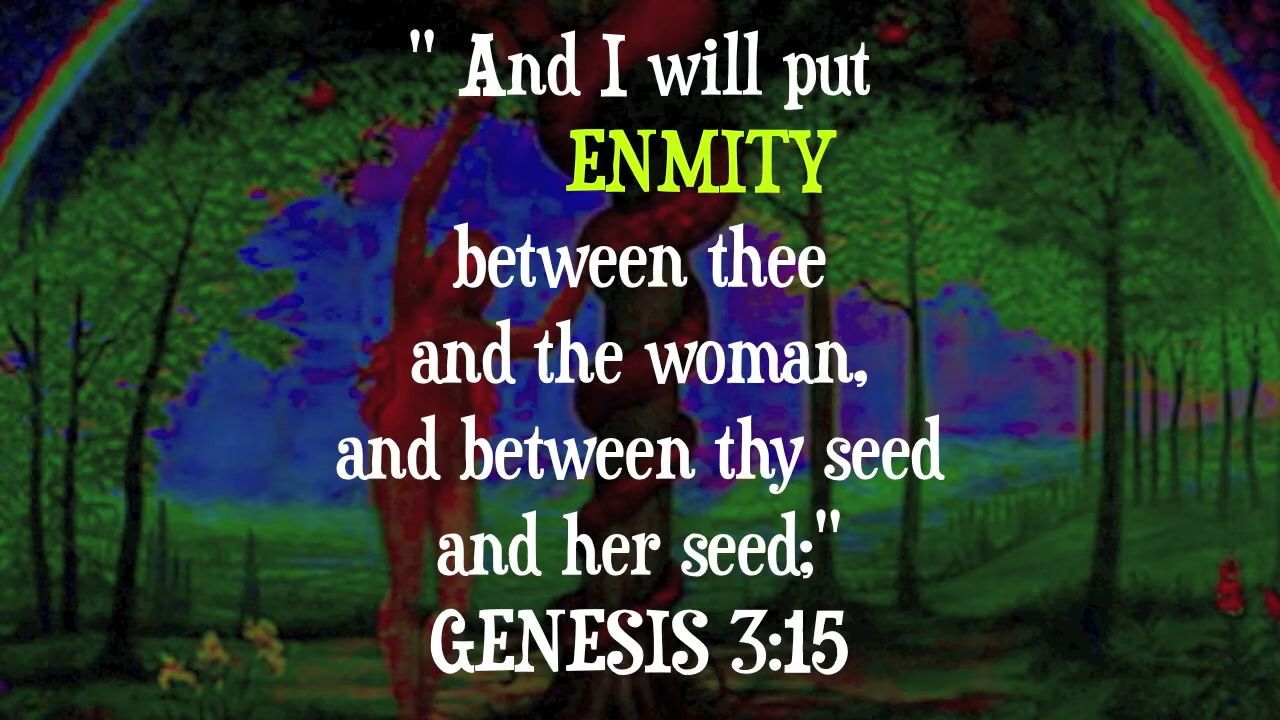 " And I will put
ENMITY
between thee
and the woman,
and between thy seed
and her seed;"
GENESIS 3:15